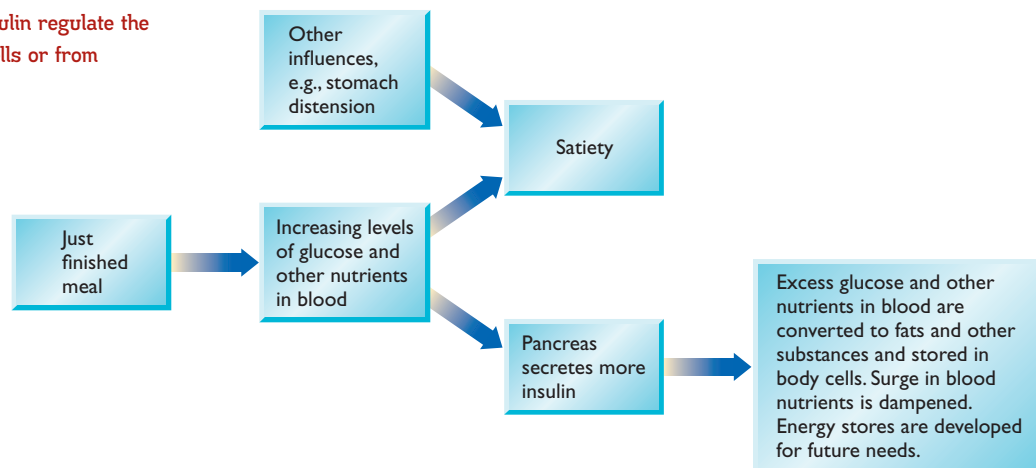 ulin regulate the
lls or from
Other
influences,
e.g., stomach
distension
Satiety
Just
finished
meal
Increasing levels
of glucose and
other nutrients
in blood
Pancreas
secretes more
insulin
Excess glucose and other
nutrients in blood are
converted to fats and other
substances and stored in
body cells. Surge in blood
nutrients is dampened.
Energy stores are developed
for future needs.